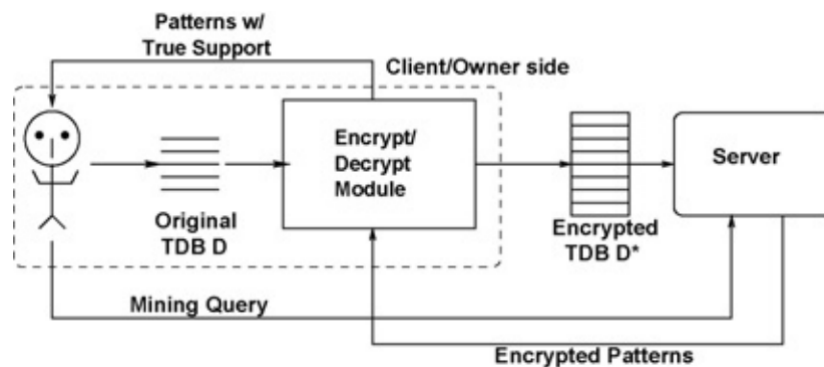 Patterns w/
True Support
Client/Owner side
Encrypt/
Decrypt
Module
Server
Original
TDB D
Encrypted
TDB D*
Mining Query
Encrypted Patterns